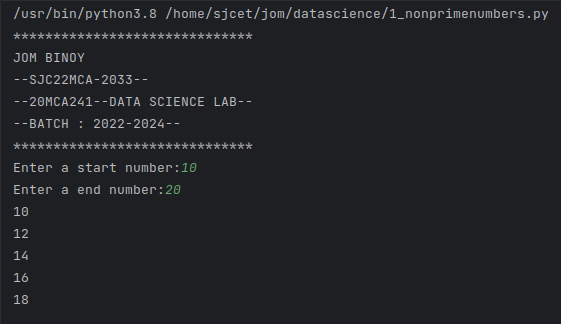 /usr/bin/python3.8 /home/sjcet/jom/datascience/1_nonprimenumbers.py
******************************
JOM BINOY
--SJC22MCA-2033--
--20MCA241--DATA SCIENCE LAB--
--BATCH : 2022-2024--
******************************
Enter a start number:10
Enter a end number:20
10
12
14
16
18